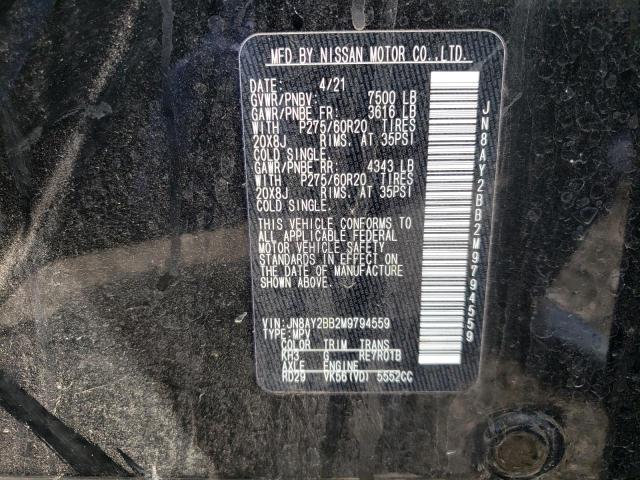 MFD BY NISSAN MOTOR CO.,LTD.
DATE: 4/21
GVWR/PNBV: 7500 LB
GAWR/PNBE FR: 3616 LB
WITH P275/60R20 TIRES
20X8J RIMS, AT 35PSI
COLD SINGLE.
GAWR/PNBE RR: 4343 LB
WITH P275/60R20 TIRES
20X8J RIMS, AT 35PSI
COLD SINGLE.
THIS VEHICLE CONFORMS TO
ALL APPLICABLE FEDERAL
MOTOR VEHICLE SAFETY
STANDARDS IN EFFECT ON
THE DATE OF MANUFACTURE
SHOWN ABOVE.
VIN:JN8AY2BB2M9794559
TYPE:MPV
COLOR TRIM TRANS
KH3 G RE7R01B
AXLE ENGINE
HD29 VK56(VD) 5552CC
JN8AY2BB2M9794559